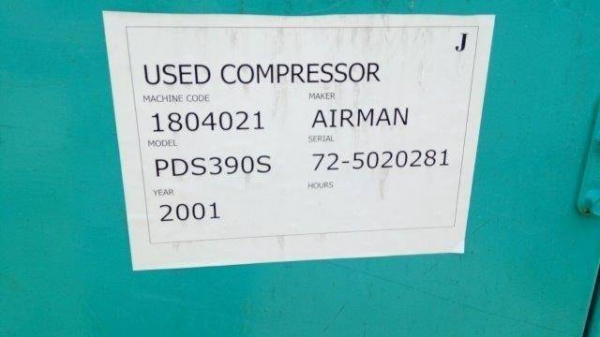 J
USED COMPRESSOR
MACHINE CODE MAKER
1804021 AIRMAN
MODEL SERIAL
PDS390S 72-5020281
YEAR HOURS
2001